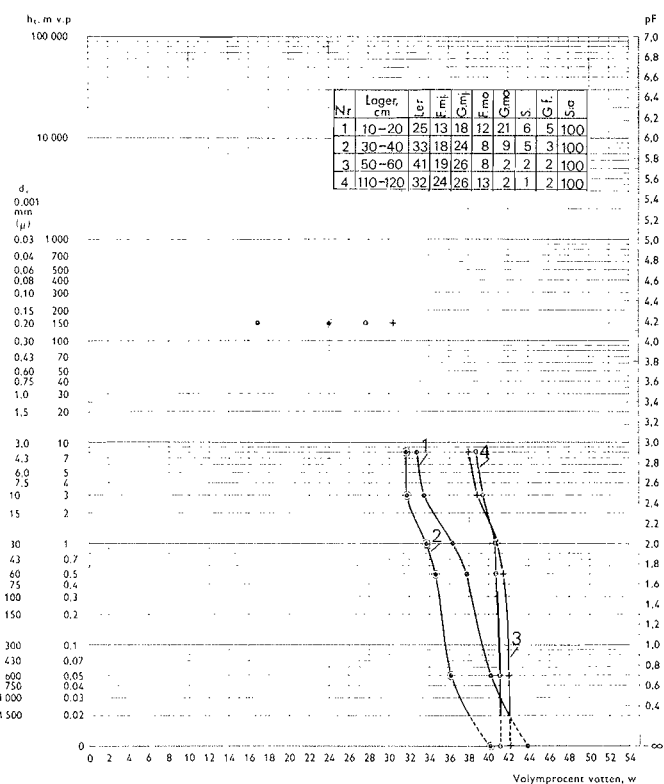 h_t, m v.p
pF
100 000
7,0
6,8
6,6
6,4
6,2
10 000
6,0
5,8
5,6
5,4
5,2
Nr Lager, cm Ler F.mj. G.mj. F.mo G.mo S. G.f. S:a
1 10–20 25 13 18 12 21 6 5 100
2 30–40 33 18 24 8 9 5 3 100
3 50–60 41 19 26 8 2 2 2 100
4 110–120 32 24 26 13 2 1 2 100
d,
0.001
mm
(μ)
0.03 1 000 5,0
0.04 700
0.06 500 4,8
0.08 400
0.10 300 4,6
4,4
0.15 200
0.20 150 4,2
0.30 100 4,0
0.43 70 3,8
0.60 50
0.75 40 3,6
1.0 30
3,4
1.5 20
3,2
3.0 10 3,0
4.3 7 2,8
6.0 5
7.5 4 2,6
10 3
2,4
15 2
2,2
30 1 2,0
43 0.7 1,8
60 0.5
75 0.4 1,6
100 0.3
1,4
150 0.2
1,2
300 0,1 1,0
430 0.07 0,8
600 0.05
750 0.04 0,6
1 000 0.03
0,4
1 500 0.02
0 -∞
1
4
2
3
0 2 4 6 8 10 12 14 16 18 20 22 24 26 28 30 32 34 36 38 40 42 44 46 48 50 52 54
Volymprocent vatten, w